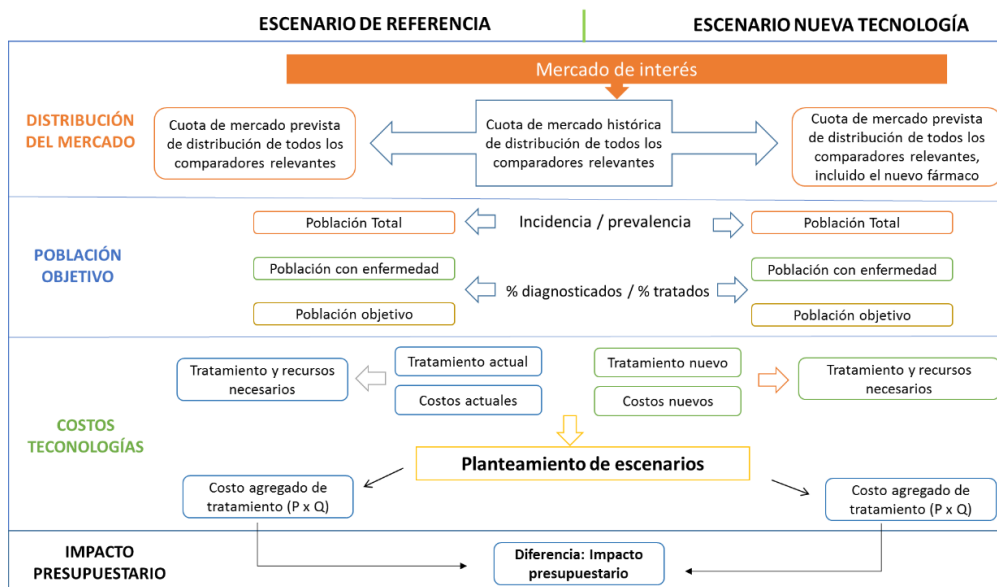 ESCENARIO DE REFERENCIA
ESCENARIO NUEVA TECNOLOGÍA
Mercado de interés
DISTRIBUCIÓN
DEL MERCADO
Cuota de mercado prevista
de distribución de todos los
comparadores relevantes
Cuota de mercado histórica
de distribución de todos los
comparadores relevantes
Cuota de mercado prevista
de distribución de todos los
comparadores relevantes,
incluido el nuevo fármaco
POBLACIÓN
OBJETIVO
Población Total
Incidencia / prevalencia
Población Total
Población con enfermedad
Población con enfermedad
% diagnosticados / % tratados
Población objetivo
Población objetivo
COSTOS
TECONOLOGÍAS
Tratamiento y recursos
necesarios
Tratamiento actual
Costos actuales
Tratamiento nuevo
Costos nuevos
Tratamiento y recursos
necesarios
Planteamiento de escenarios
Costo agregado de
tratamiento (P x Q)
Costo agregado de
tratamiento (P x Q)
IMPACTO
PRESUPUESTARIO
Diferencia: Impacto
presupuestario